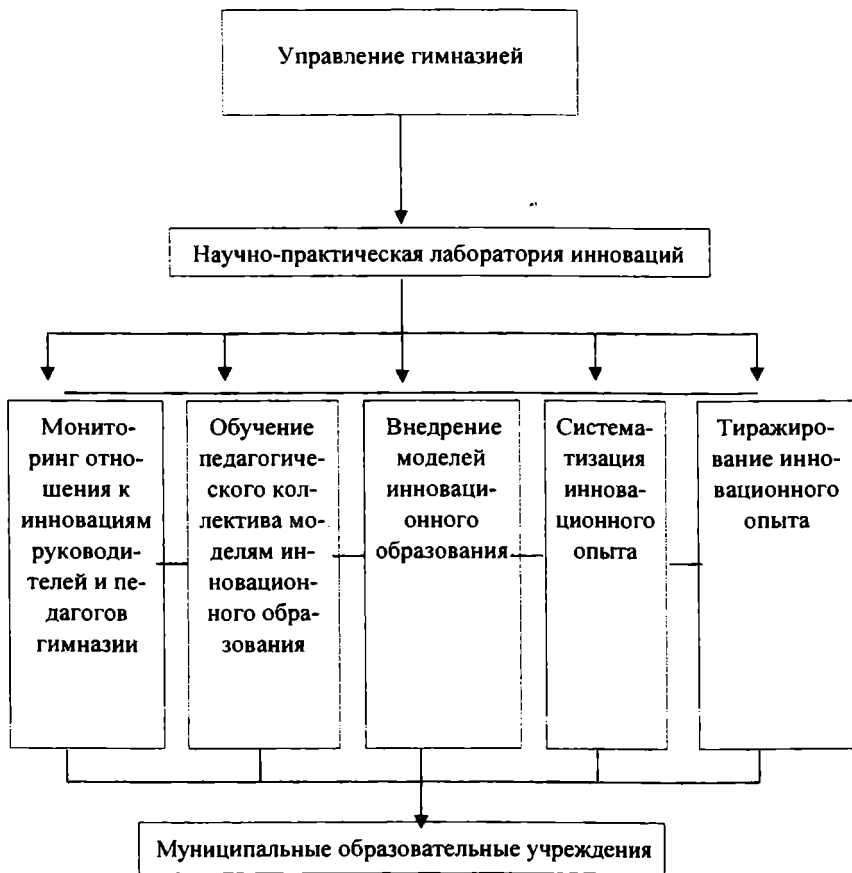 Управление гимназией
Научно-практическая лаборатория инноваций
Монито-
ринг отно-
шения к
инновациям
руководи-
телей и пе-
дагогов
гимназии
Обучение
педагогиче-
ского кол-
лектива мо-
делям ин-
новацион-
ного обра-
зования
Внедрение
моделей
инноваци-
онного
образования
Система-
тизация
иннова-
ционного
опыта
Тиражиро-
вание инно-
вационного
опыта
Муниципальные образовательные учреждения